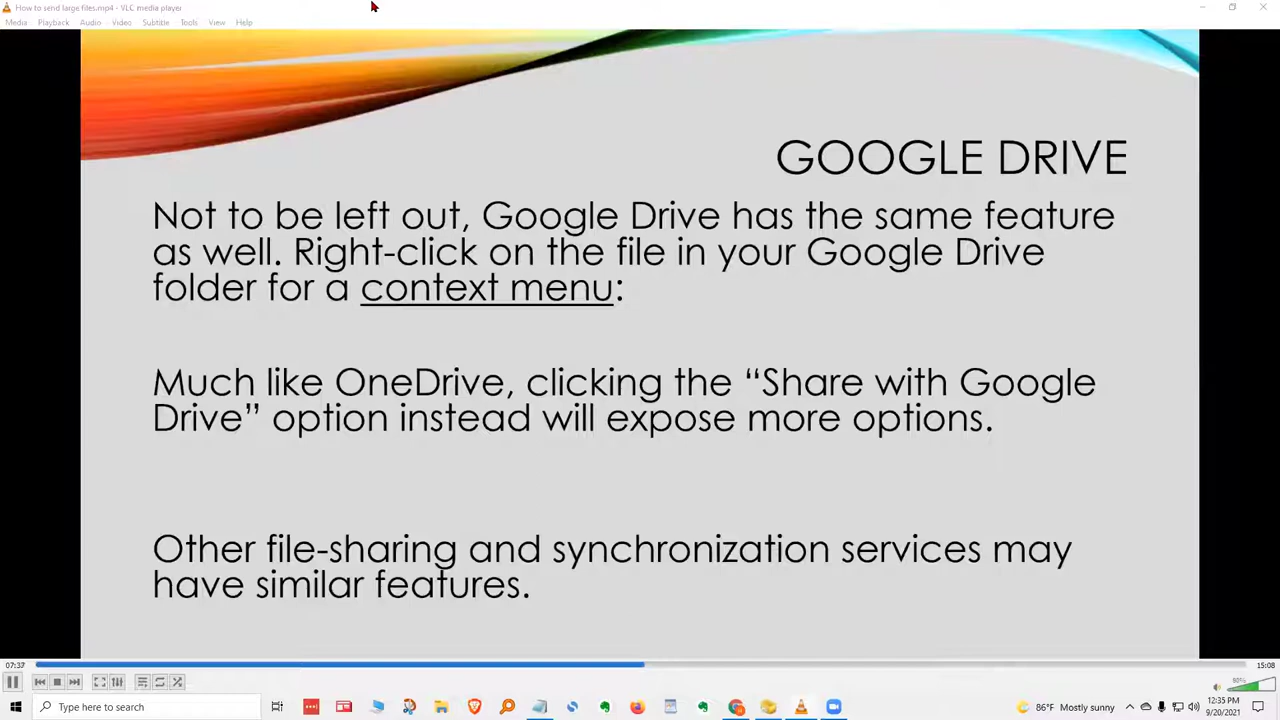 How to send large files.mp4 - VLC media player
Media Playback Audio Video Subtitle Tools View Help
GOOGLE DRIVE
Not to be left out, Google Drive has the same feature
as well. Right-click on the file in your Google Drive
folder for a context menu:
Much like OneDrive, clicking the “Share with Google
Drive” option instead will expose more options.
Other file-sharing and synchronization services may
have similar features.
07:37
15:08
80%
Type here to search
86°F Mostly sunny
12:35 PM
9/20/2021